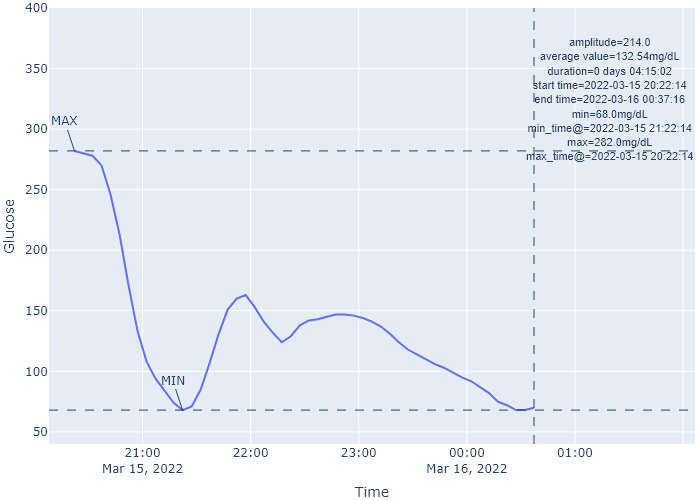 400
350
300
250
200
150
100
50
Glucose
MAX
MIN
amplitude=214.0
average value=132.54mg/dL
duration=0 days 04:15:02
start time=2022-03-15 20:22:14
end time=2022-03-16 00:37:16
min=68.0mg/dL
min_time@=2022-03-15 21:22:14
max=282.0mg/dL
max_time@=2022-03-15 20:22:14
21:00 22:00 23:00 00:00 01:00
Mar 15, 2022 Mar 16, 2022
Time